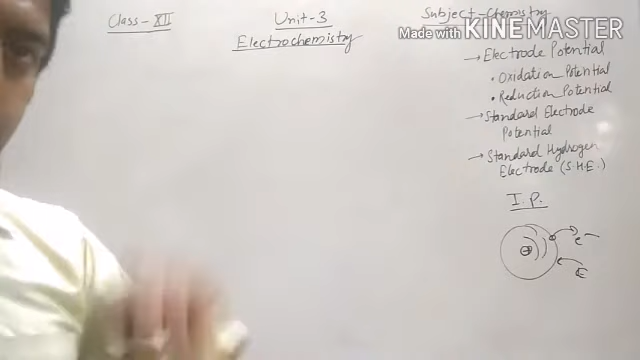 Class-XII
Unit-3
Subject-Chemistry
Made with KINEMASTER
Electrochemistry
→ Electrode Potential
• Oxidation Potential
• Reduction Potential
→ Standard Electrode
Potential
→ Standard Hydrogen
Electrode (S.H.E.)
I.P.
e⁻
E